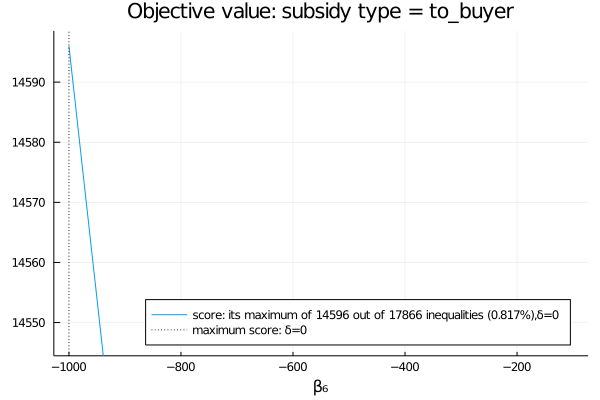 Objective value: subsidy type = to_buyer
14590
14580
14570
14560
14550
score: its maximum of 14596 out of 17866 inequalities (0.817%),δ=0
maximum score: δ=0
−1000 −800 −600 −400 −200
β₆